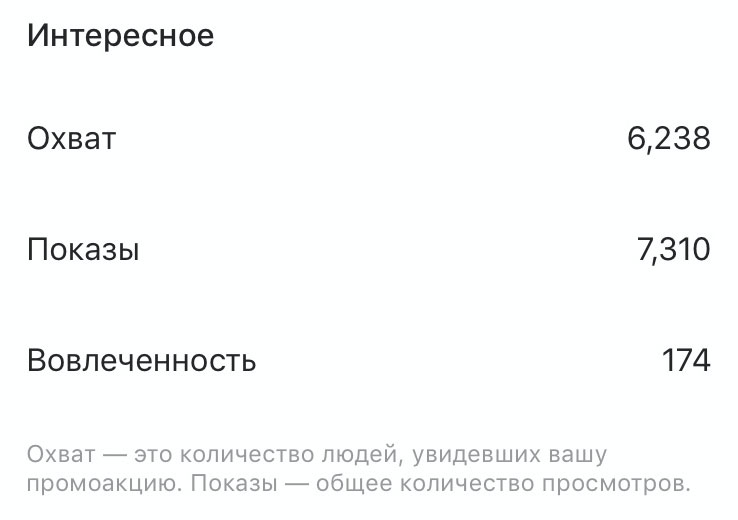 Интересное
Охват 6,238
Показы 7,310
Вовлеченность 174
Охват — это количество людей, увидевших вашу
промоакцию. Показы — общее количество просмотров.